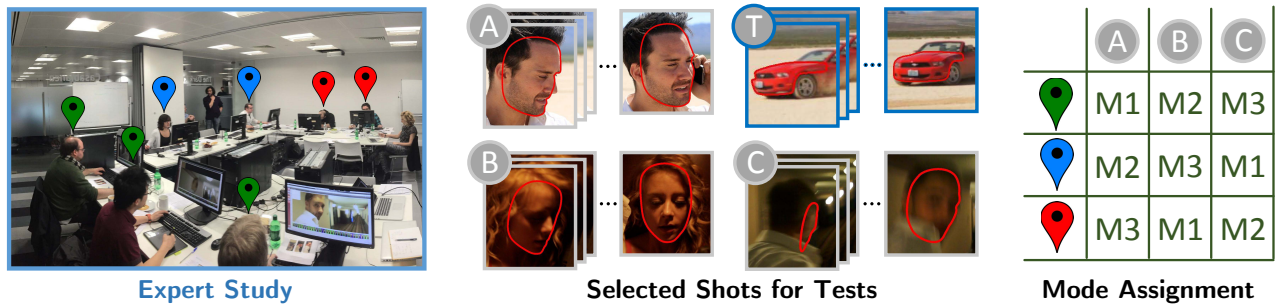 A
T
...
...
B
C
...
...
A B C
M1 M2 M3
M2 M3 M1
M3 M1 M2
Expert Study
Selected Shots for Tests
Mode Assignment